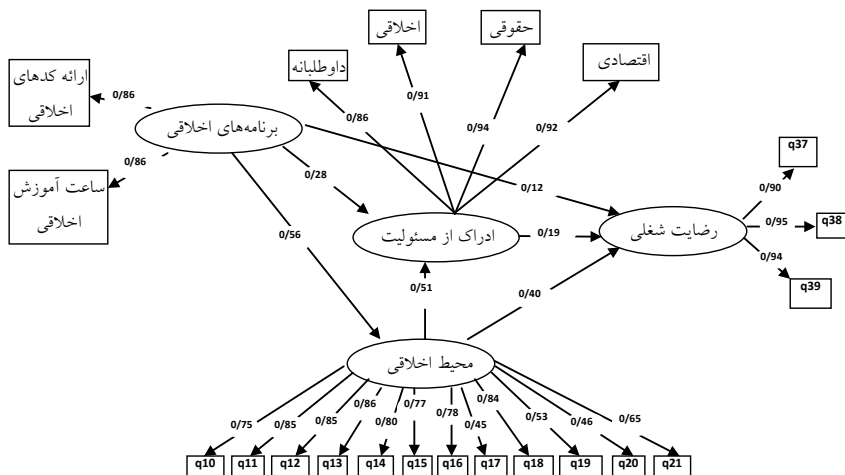 اخلاقی
حقوقی
داوطلبانه
اقتصادی
ارائه کدهای
اخلاقی
0/86
برنامه‌های اخلاقی
0/91
0/86
0/94
0/92
q37
ساعت آموزش
اخلاقی
0/86
0/28
0/12
0/90
0/56
ادراک از مسئولیت
0/19
رضایت شغلی
0/95
q38
0/94
q39
0/51
0/40
محیط اخلاقی
0/75
0/85
0/85
0/86
0/80
0/77
0/78
0/45
0/84
0/53
0/46
0/65
q10
q11
q12
q13
q14
q15
q16
q17
q18
q19
q20
q21